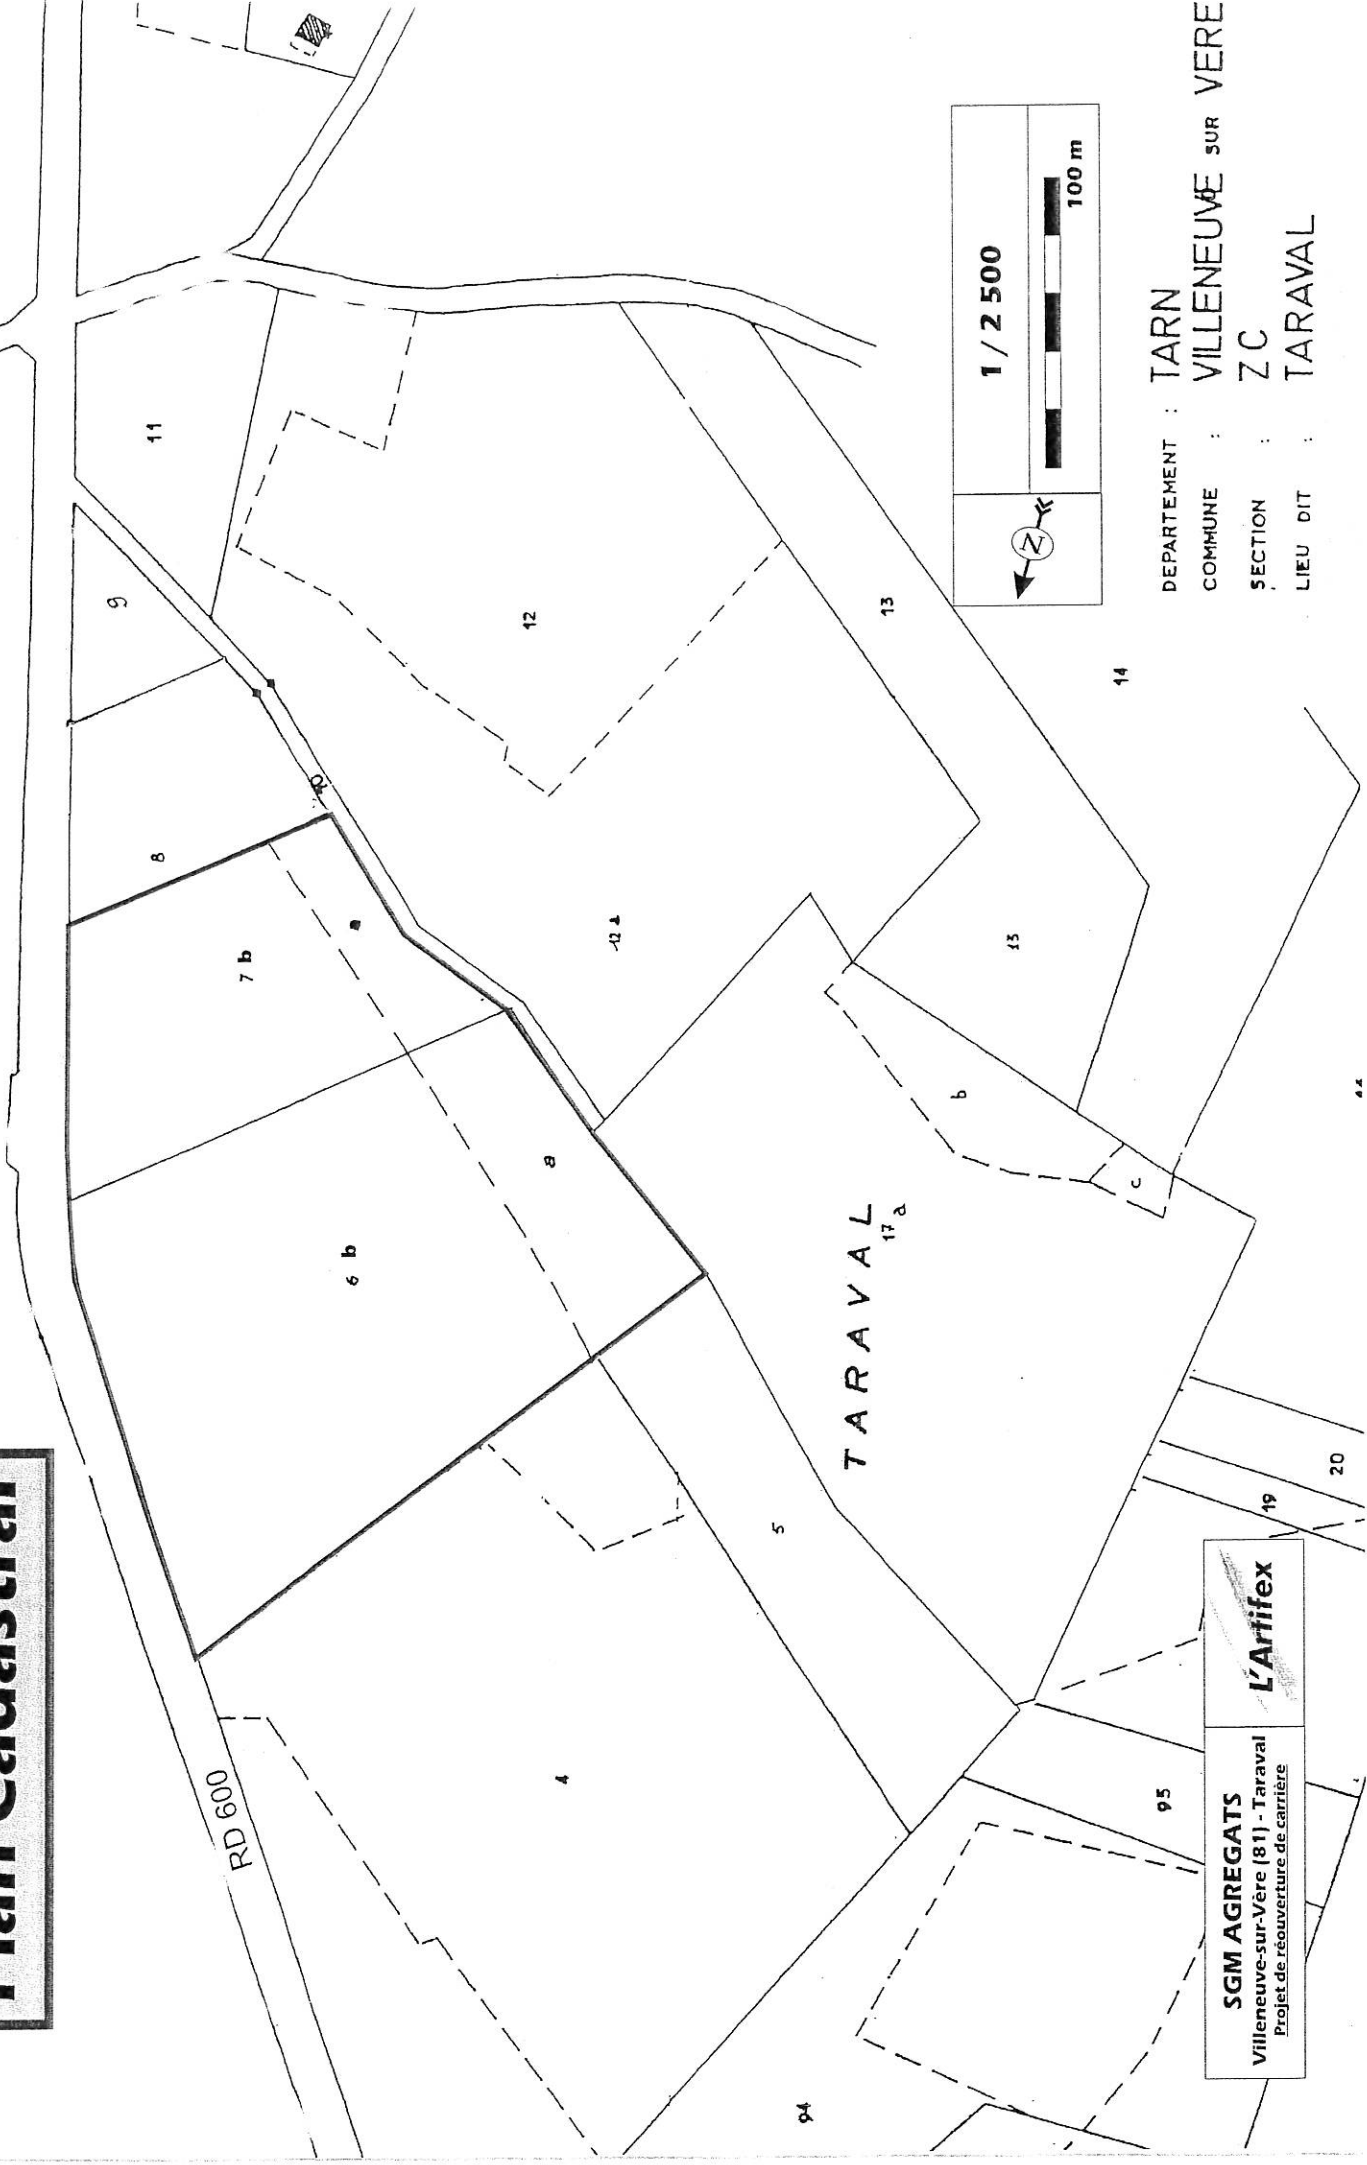 Plan Cadastral
RD 600
4
5
94
95
6 b
a
7 b
a
8
9
11
12
12 a
13
13
14
TARAVAL
17 a
b
c
19
20
1 / 2 500
N
100 m
DEPARTEMENT : TARN
COMMUNE : VILLENEUVE SUR VERE
SECTION : ZC
LIEU DIT : TARAVAL
SGM AGREGATS
Villeneuve-sur-Vère (81) - Taraval
Projet de réouverture de carrière
L'Artifex